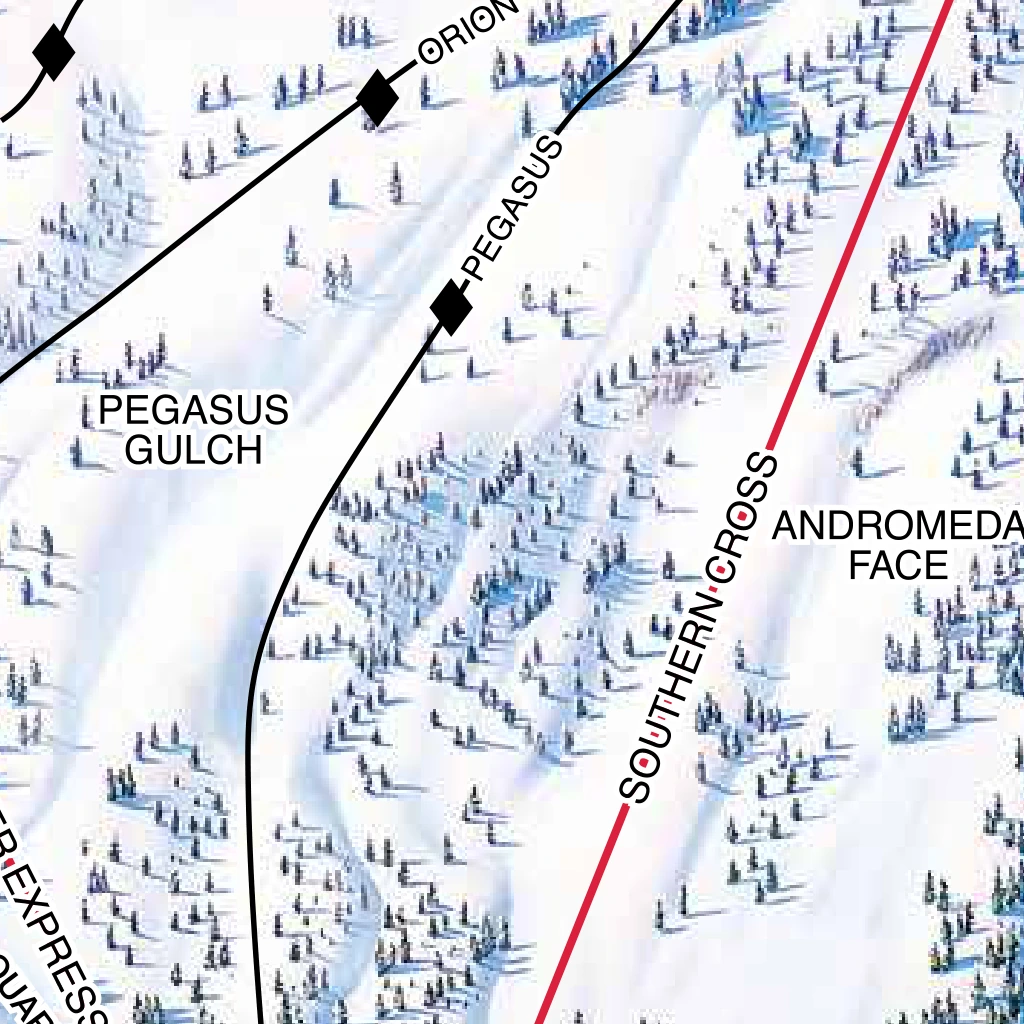 ORION
PEGASUS
PEGASUS
GULCH
SOUTHERN CROSS
ANDROMEDA
FACE
EXPRESS